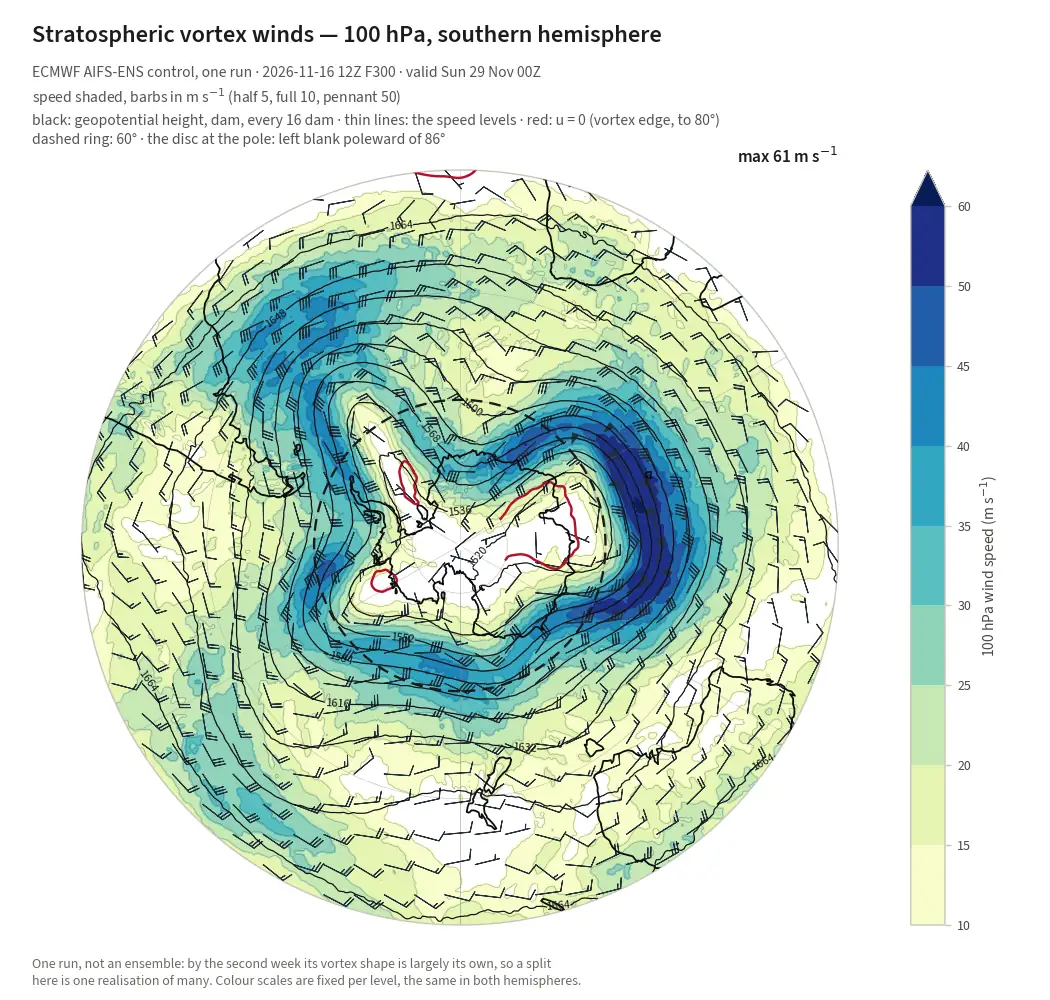 Stratospheric vortex winds — 100 hPa, southern hemisphere
ECMWF AIFS-ENS control, one run · 2026-11-16 12Z F300 · valid Sun 29 Nov 00Z
speed shaded, barbs in m s⁻¹ (half 5, full 10, pennant 50)
black: geopotential height, dam, every 16 dam · thin lines: the speed levels · red: u = 0 (vortex edge, to 80°)
dashed ring: 60° · the disc at the pole: left blank poleward of 86°
max 61 m s⁻¹
1664
1648
1600
1568
1536
1616
1632
1664
1664
1664
60
50
45
40
35
30
25
20
15
10
100 hPa wind speed (m s⁻¹)
One run, not an ensemble: by the second week its vortex shape is largely its own, so a split
here is one realisation of many. Colour scales are fixed per level, the same in both hemispheres.